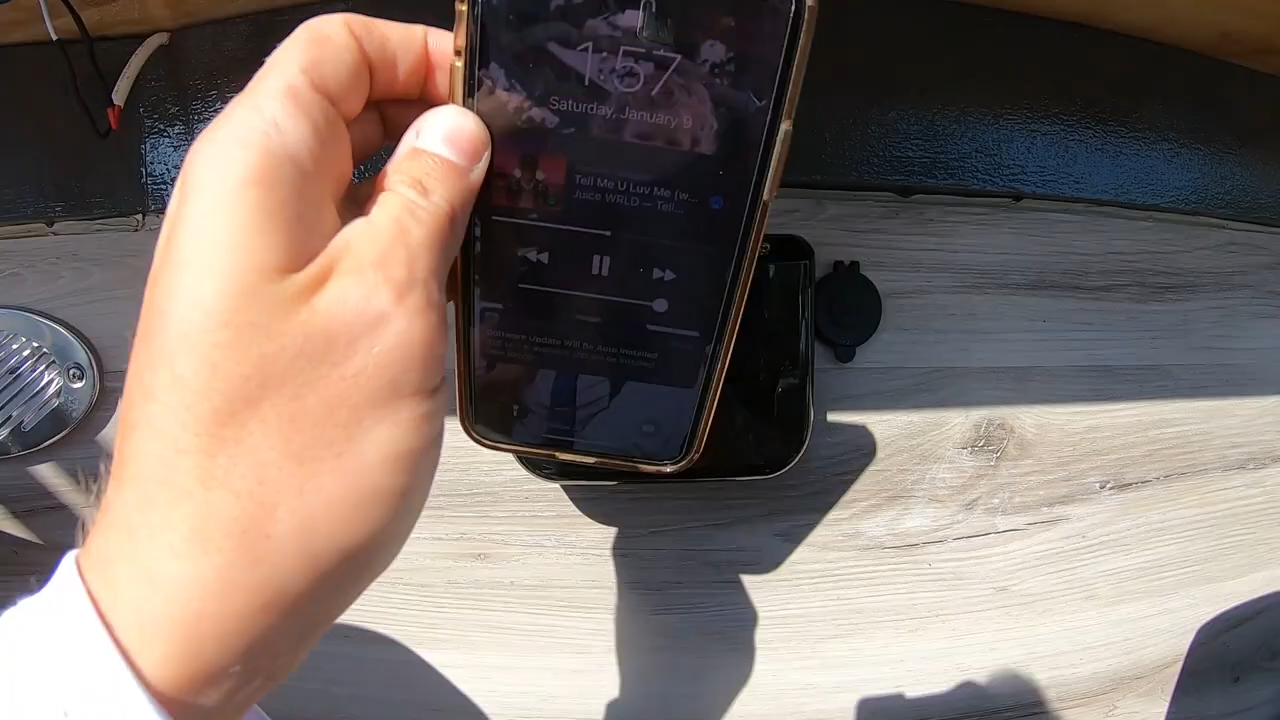 1:57
Saturday, January 9
Tell Me U Luv Me (w...
Juice WRLD — Tell...
Software Update Will Be Auto Installed